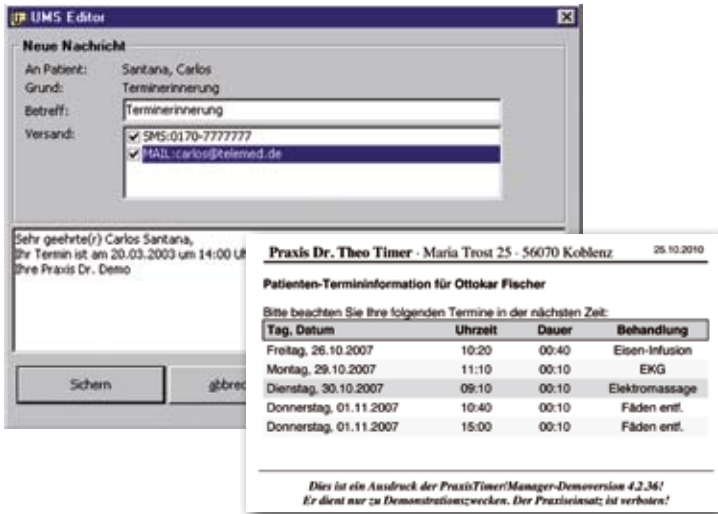 UMS Editor
Neue Nachricht
An Patient: Santana, Carlos
Grund: Terminerinnerung
Betreff: Terminerinnerung
Versand: SMS:0170-7777777
MAIL:carlos@telemed.de
Sehr geehrte(r) Carlos Santana,
Ihr Termin ist am 20.03.2003 um 14:00
Ihre Praxis Dr. Demo
Sichern
Praxis Dr. Theo Timer · Maria Trost 25 · 56070 Koblenz 25.10.2010
Patienten-Termininformation für Ottokar Fischer
Bitte beachten Sie Ihre folgenden Termine in der nächsten Zeit:
Tag, Datum Uhrzeit Dauer Behandlung
Freitag, 26.10.2007 10:20 00:40 Eisen-Infusion
Montag, 29.10.2007 11:10 00:10 EKG
Dienstag, 30.10.2007 09:10 00:10 Elektromassage
Donnerstag, 01.11.2007 10:40 00:10 Fäden entf.
Donnerstag, 01.11.2007 15:00 00:10 Fäden entf.
Dies ist ein Ausdruck der PraxisTimer/Manager-Demoversion 4.2.36!
Er dient nur zu Demonstrationszwecken. Der Praxiseinsatz ist verboten!